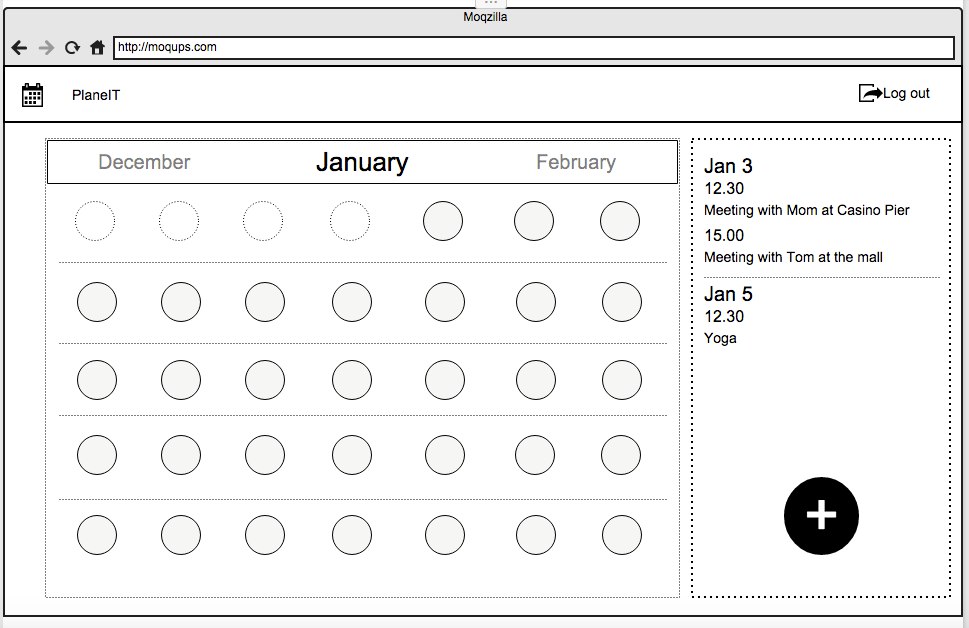 Moqzilla
http://moqups.com
PlaneIT
Log out
December January February
Jan 3
12.30
Meeting with Mom at Casino Pier
15.00
Meeting with Tom at the mall
Jan 5
12.30
Yoga